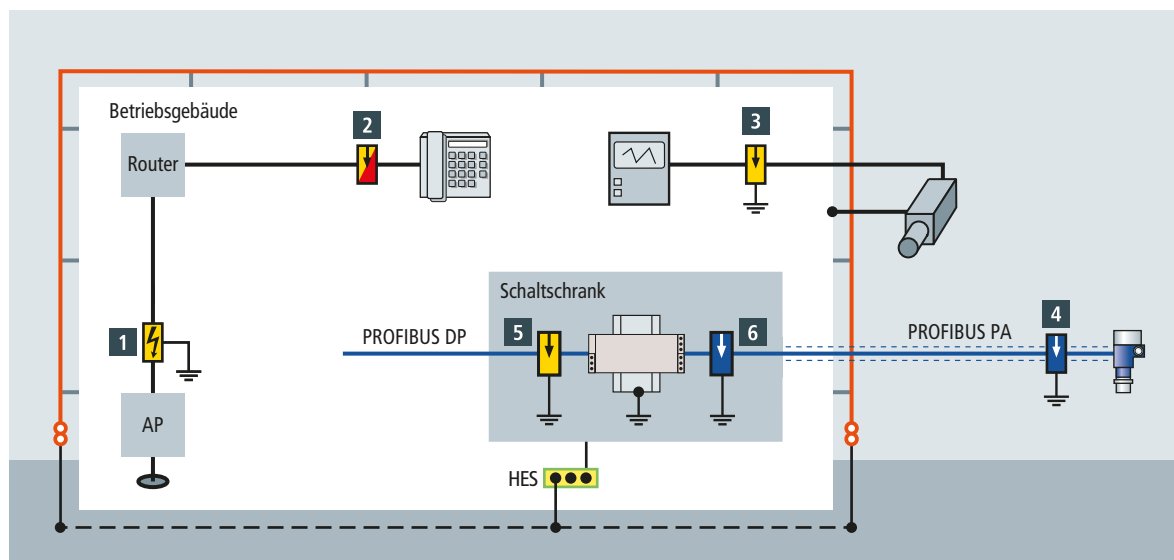 Betriebsgebäude
2
3
Router
Schaltschrank
4
1
PROFIBUS DP
5
6
PROFIBUS PA
AP
HES